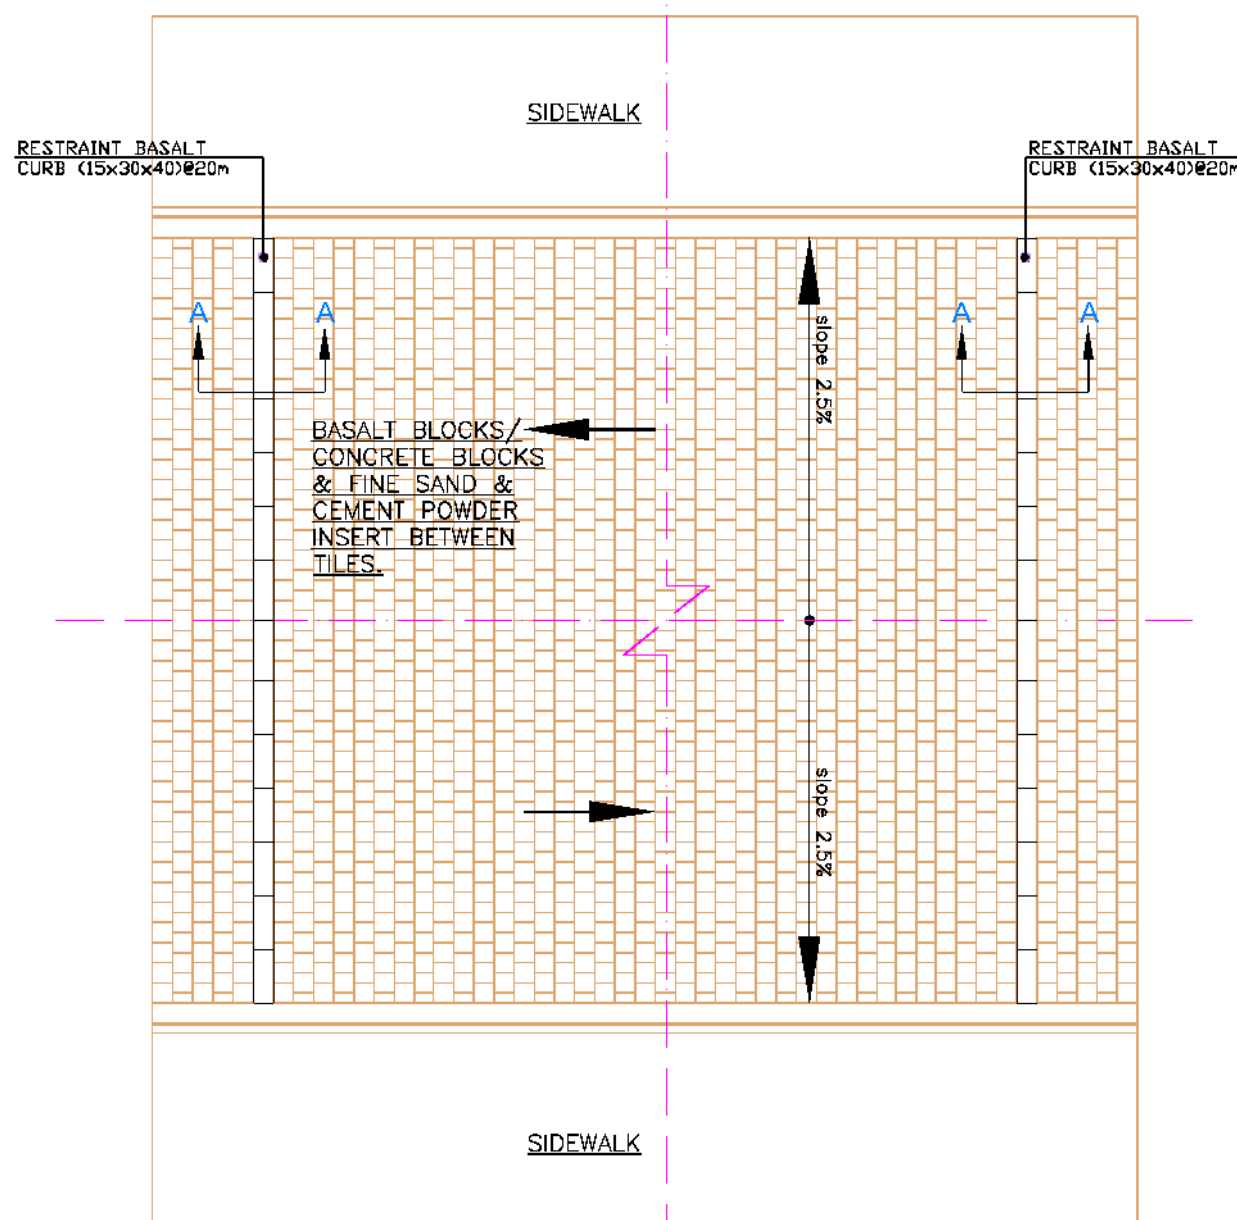 SIDEWALK
RESTRAINT BASALT
CURB (15x30x40)@20m
RESTRAINT BASALT
CURB (15x30x40)@20m
A
A
A
A
slope 2.5%
BASALT BLOCKS/
CONCRETE BLOCKS
& FINE SAND &
CEMENT POWDER
INSERT BETWEEN
TILES.
slope 2.5%
SIDEWALK